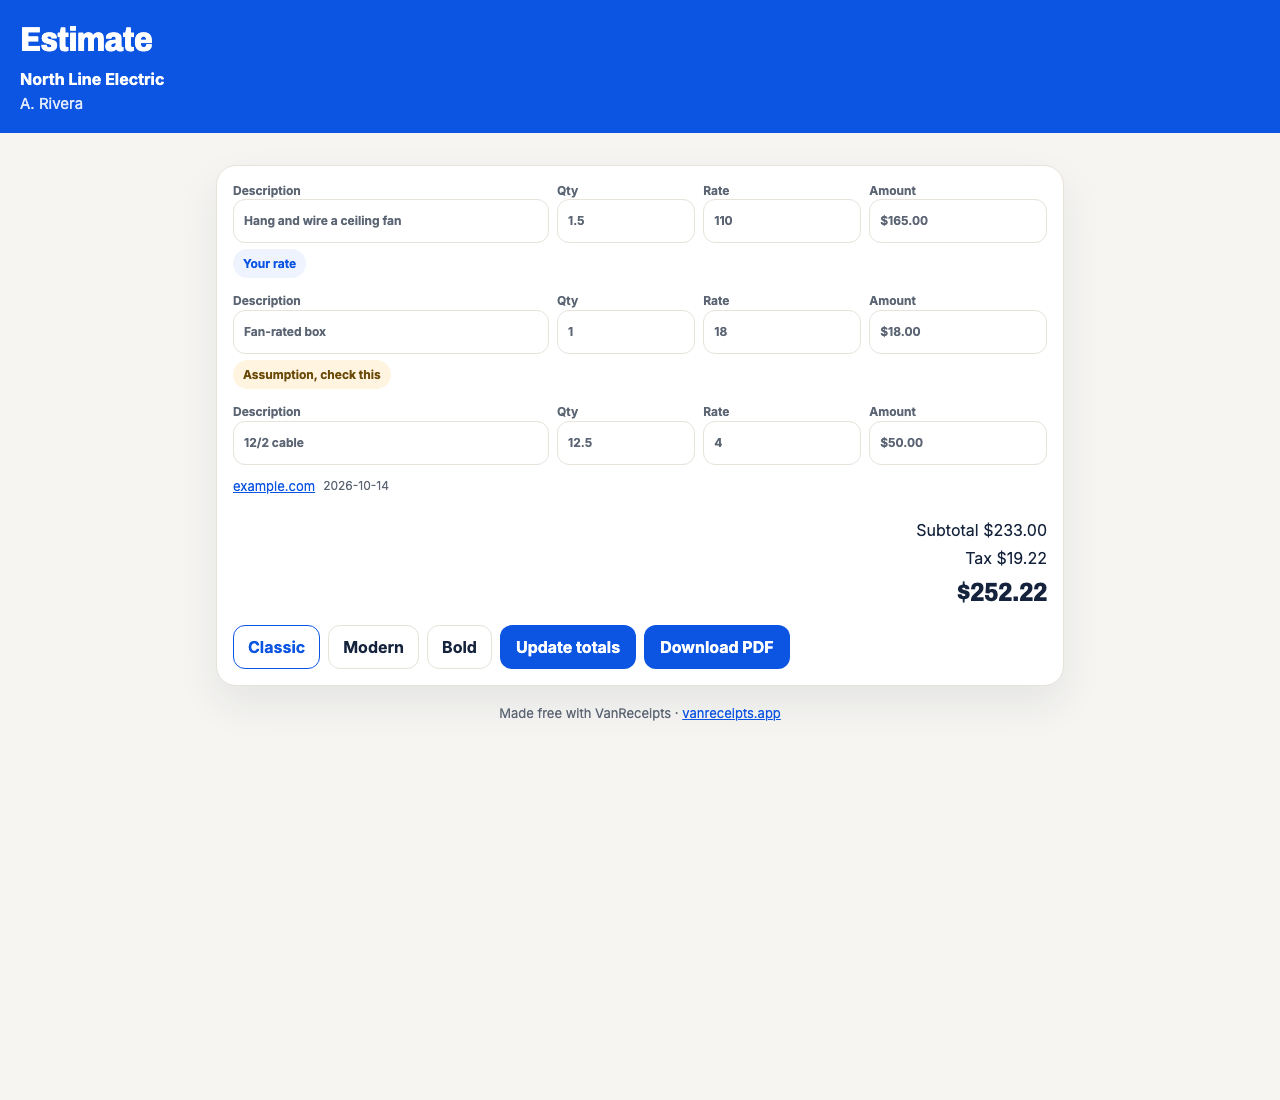 Estimate
North Line Electric
A. Rivera
Description Qty Rate Amount
Hang and wire a ceiling fan 1.5 110 $165.00
Your rate
Description Qty Rate Amount
Fan-rated box 1 18 $18.00
Assumption, check this
Description Qty Rate Amount
12/2 cable 12.5 4 $50.00
example.com 2026-10-14
Subtotal $233.00
Tax $19.22
$252.22
Classic Modern Bold Update totals Download PDF
Made free with VanReceipts · vanreceipts.app